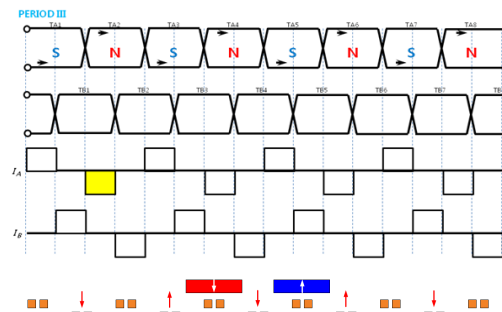 PERIOD III
TA1 TA2 TA3 TA4 TA5 TA6 TA7 TA8
S N S N S N S N
TB1 TB2 TB3 TB4 TB5 TB6 TB7
I_A
I_B